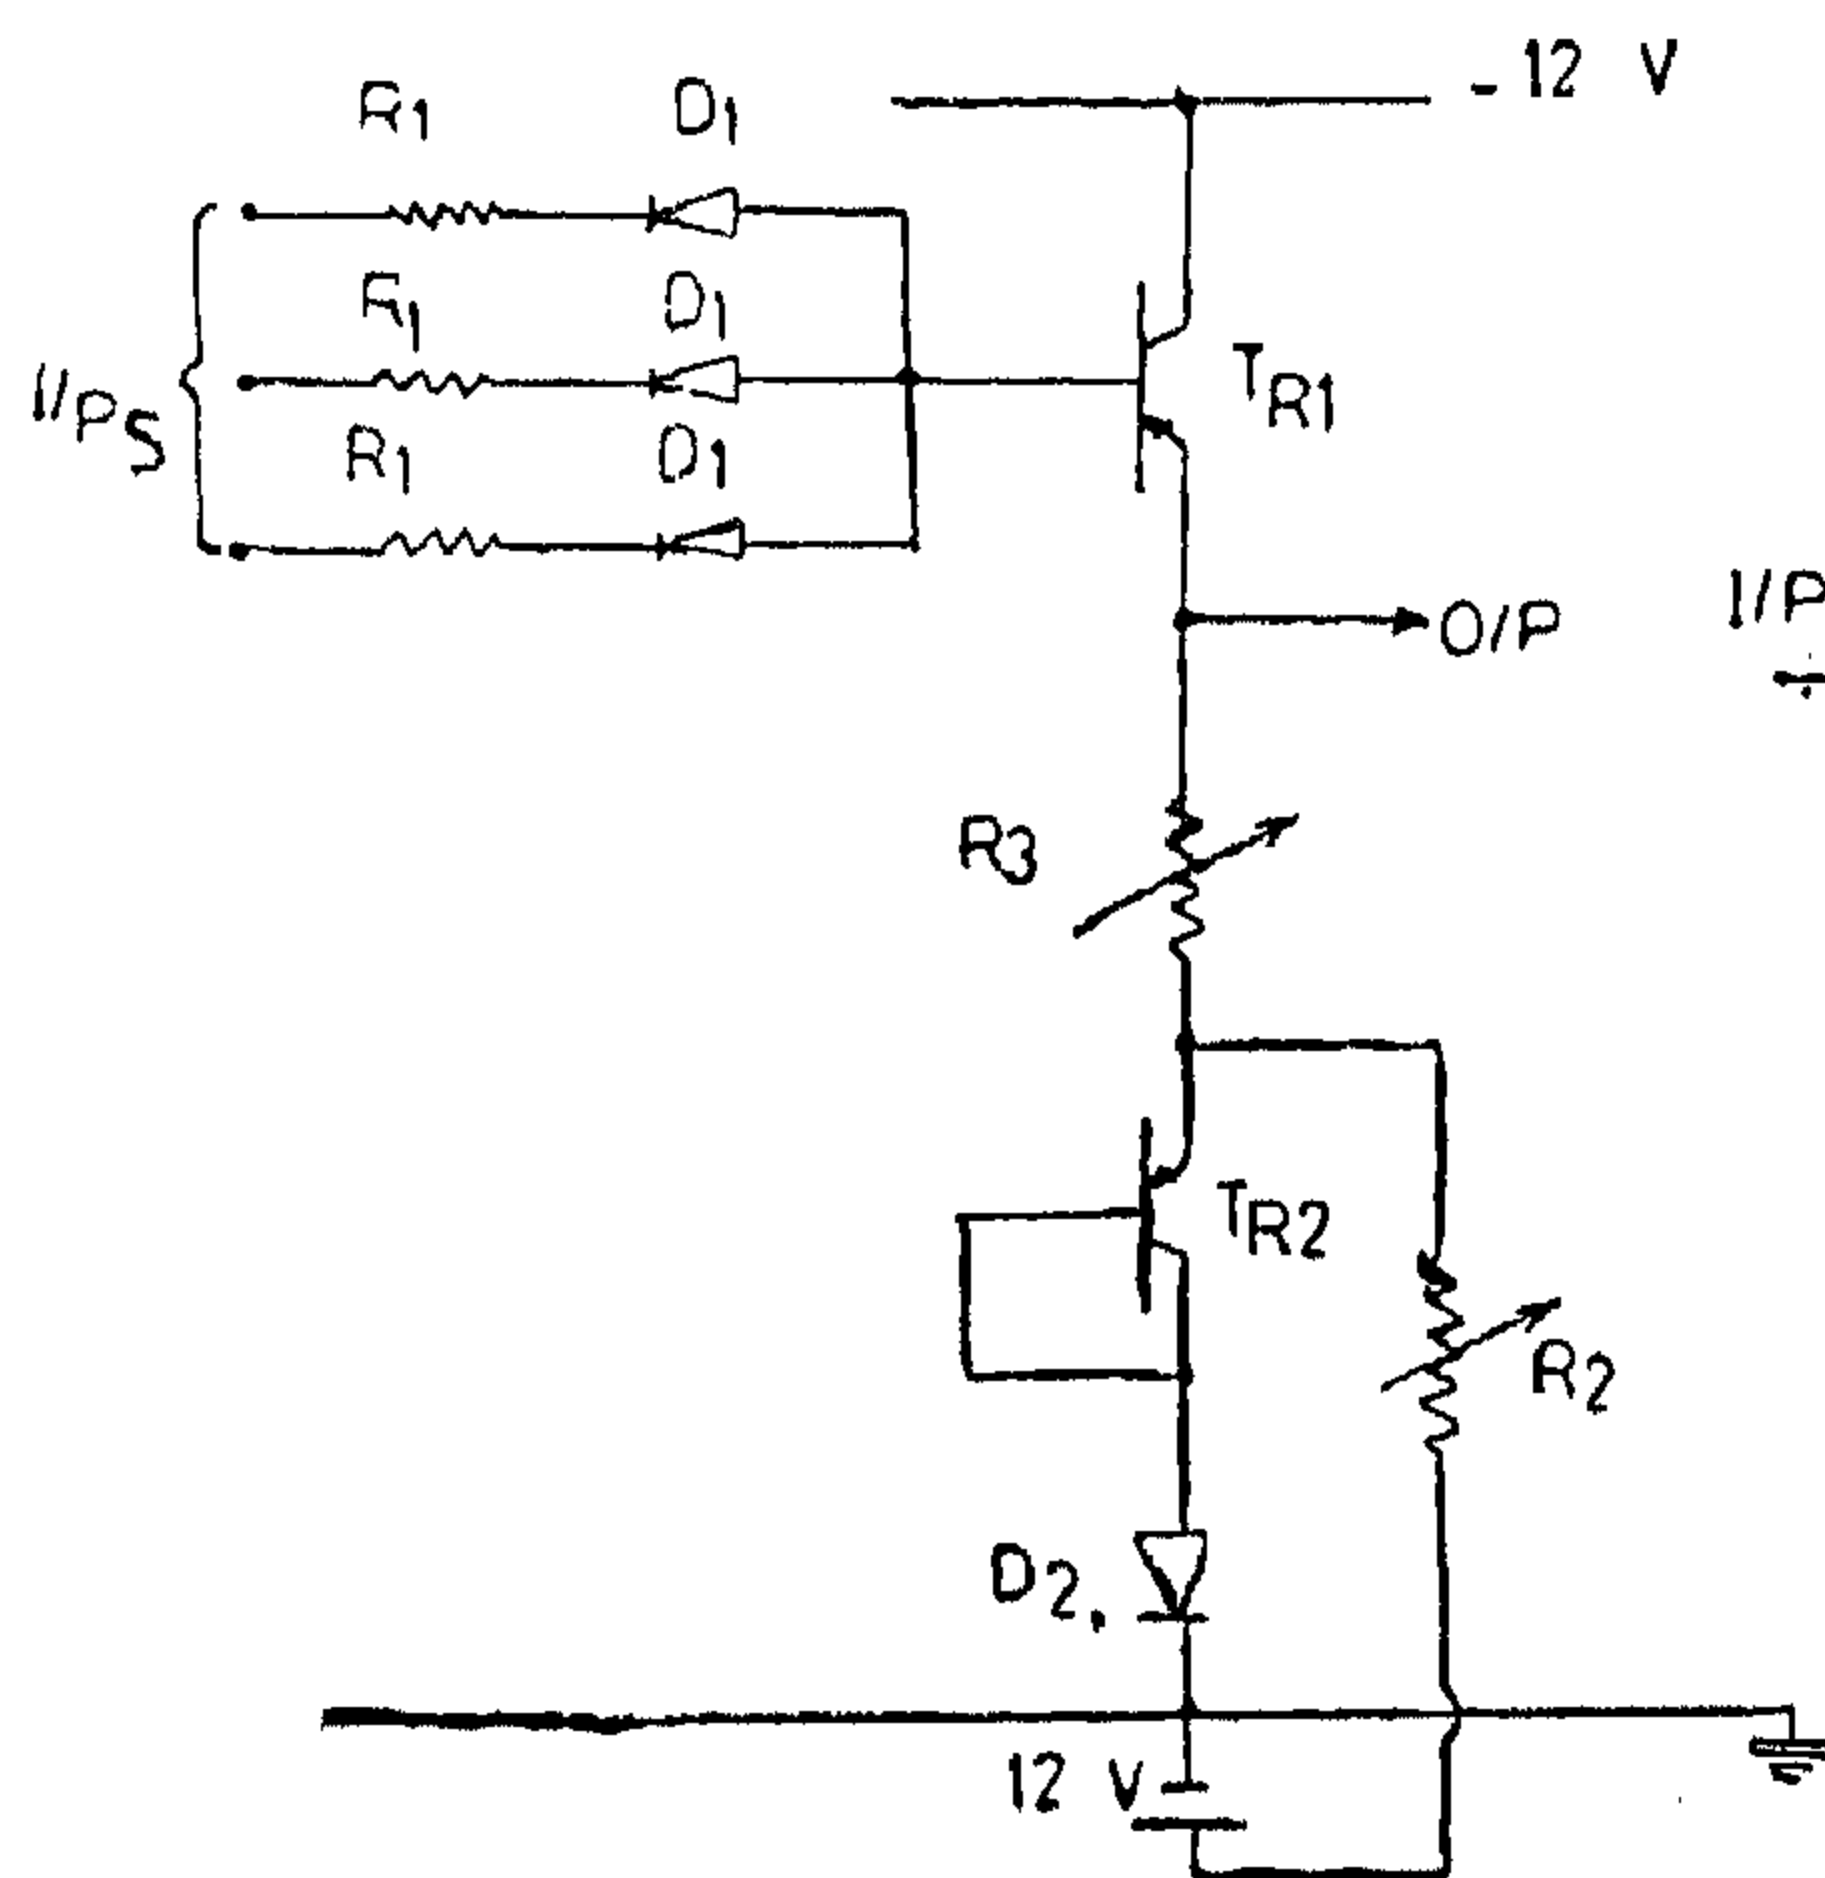 - 12 V
R1
D1
R1
D1
I/PS
R1
D1
TR1
O/P
I/P
R3
TR2
R2
D2.
12 V